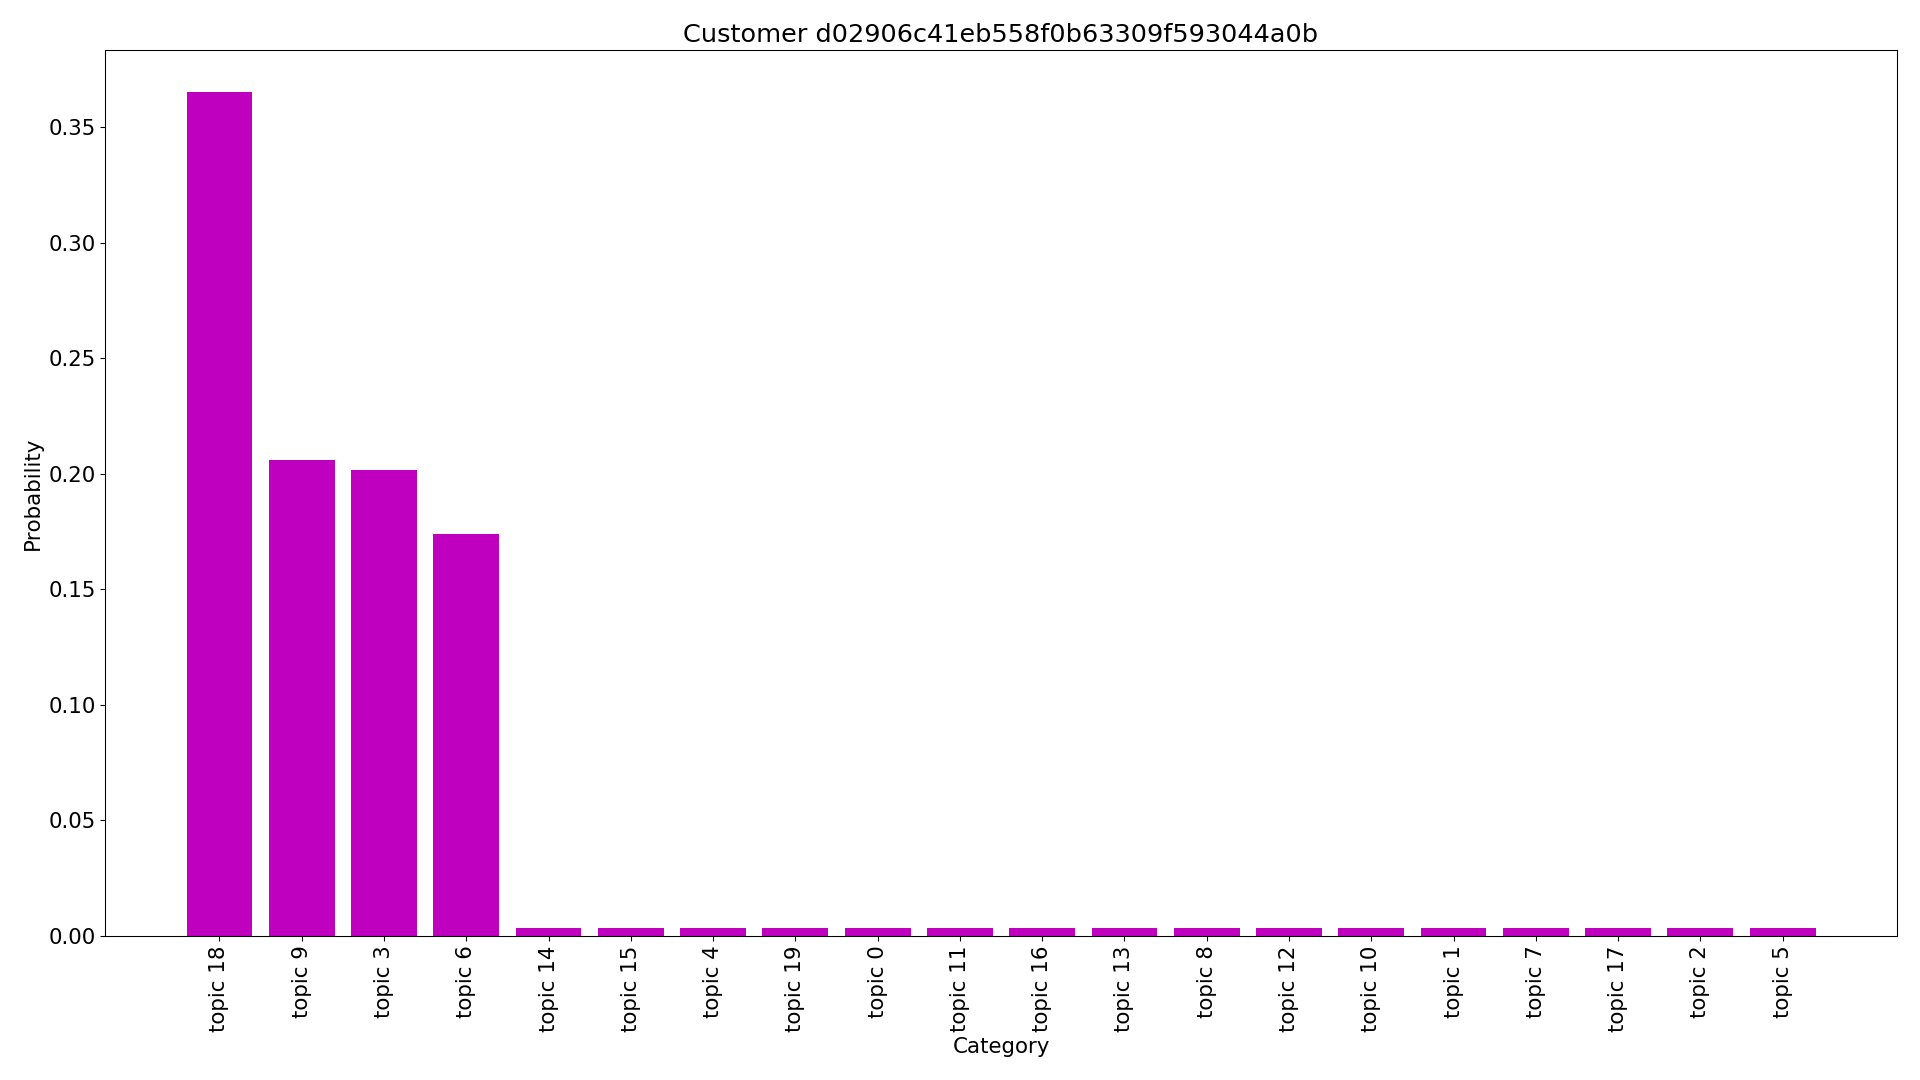 Customer d02906c41eb558f0b63309f593044a0b
Probability
0.35
0.30
0.25
0.20
0.15
0.10
0.05
0.00
topic 18
topic 9
topic 3
topic 6
topic 14
topic 15
topic 4
topic 19
topic 0
topic 11
topic 16
topic 13
topic 8
topic 12
topic 10
topic 1
topic 7
topic 17
topic 2
topic 5
Category